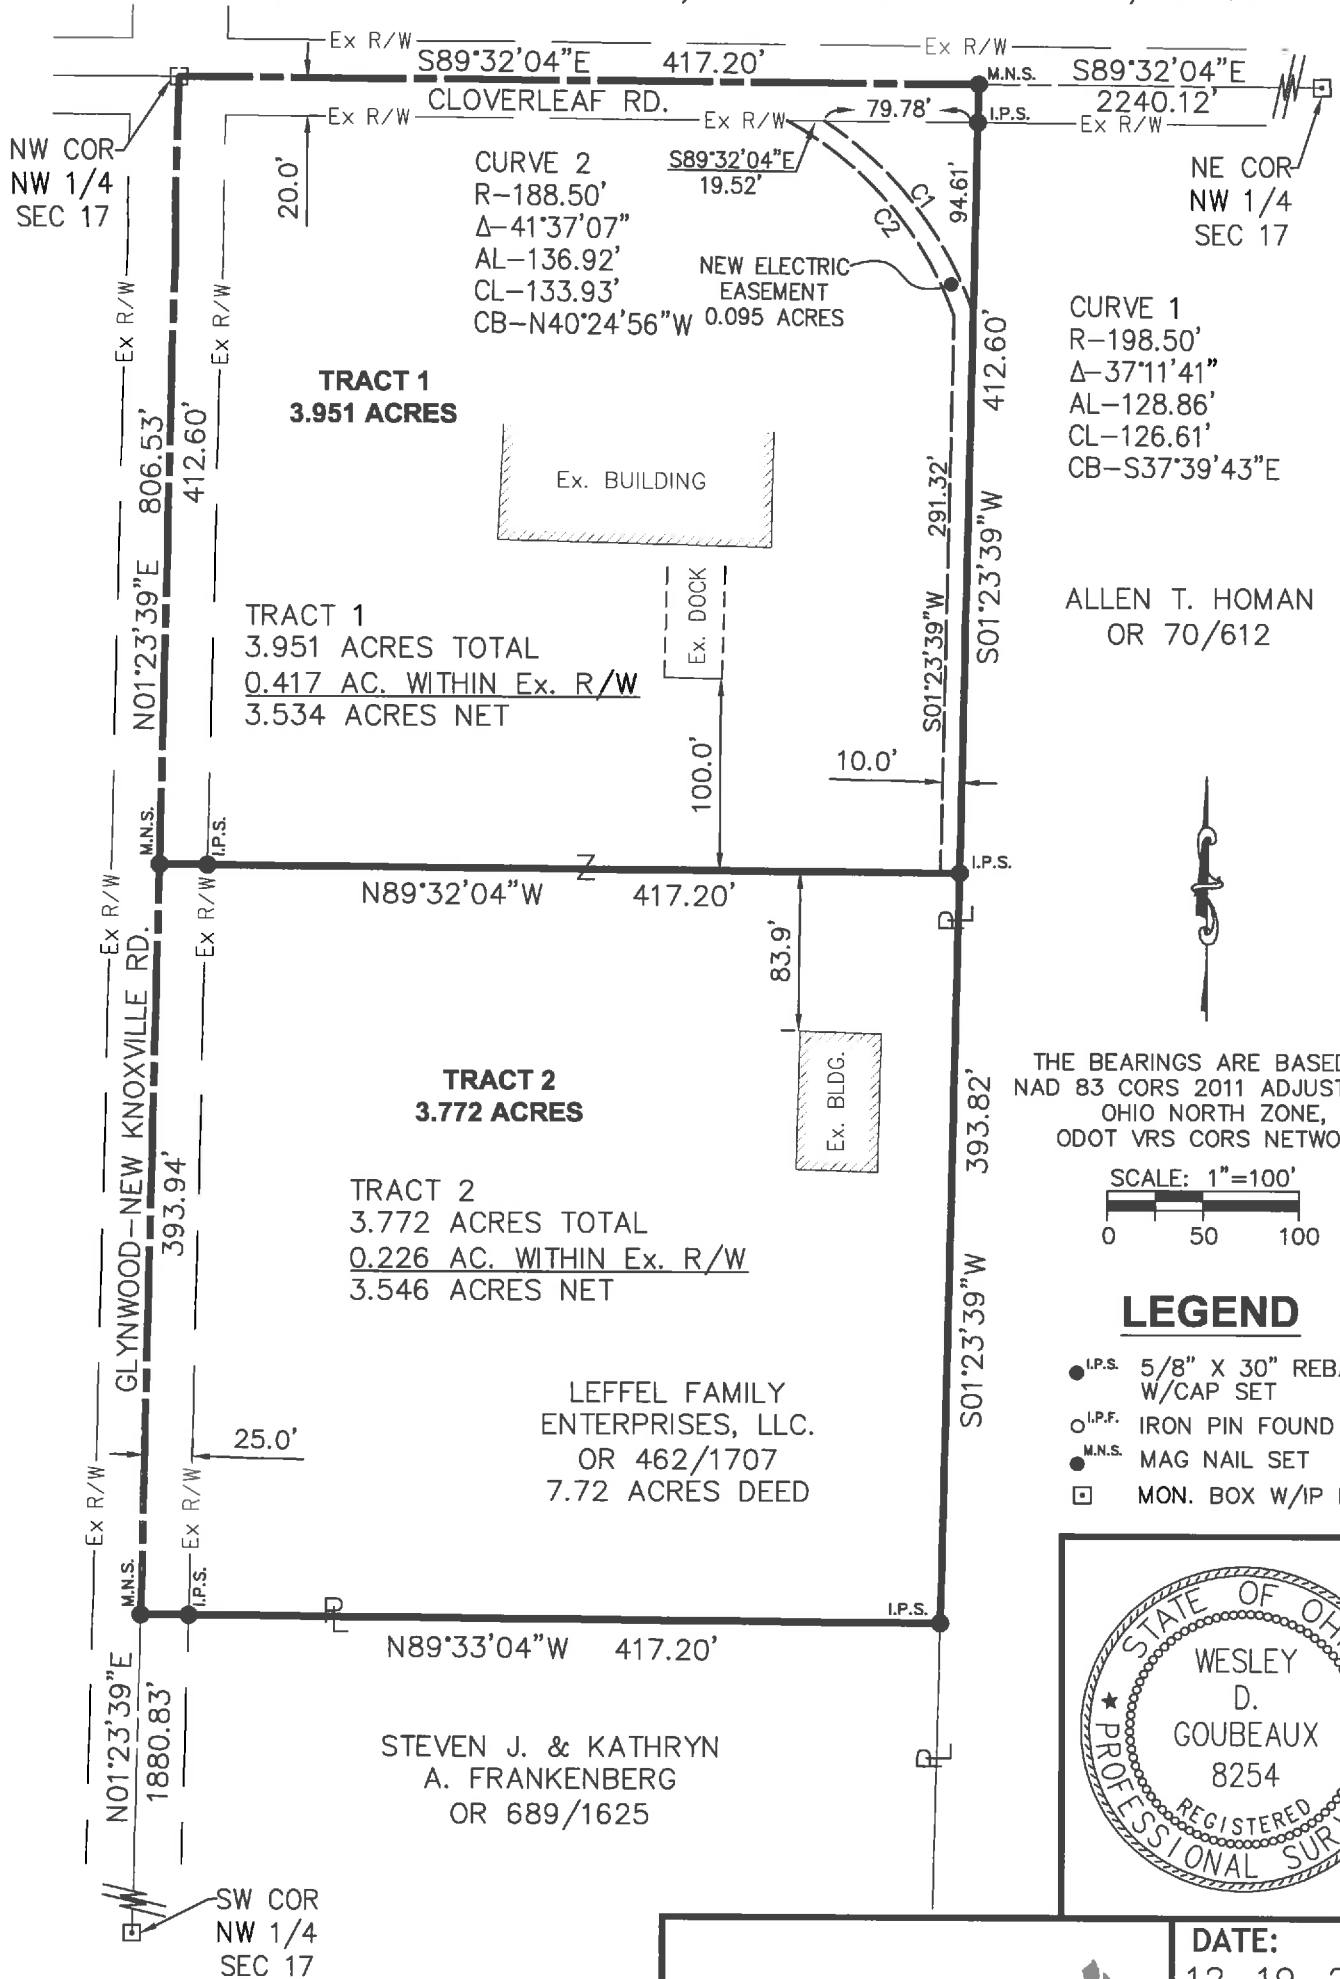 Ex R/W
Ex R/W
S89°32'04"E 417.20'
M.N.S.
S89°32'04"E
2240.12'
CLOVERLEAF RD.
79.78'
I.P.S.
Ex R/W
Ex R/W
Ex R/W
NW COR
NW 1/4
SEC 17
20.0'
CURVE 2
R-188.50'
Δ-41°37'07"
AL-136.92'
CL-133.93'
CB-N40°24'56"W
S89°32'04"E
19.52'
C1
C2
94.61'
NE COR
NW 1/4
SEC 17
NEW ELECTRIC
EASEMENT
0.095 ACRES
Ex R/W
Ex R/W
CURVE 1
R-198.50'
Δ-37°11'41"
AL-128.86'
CL-126.61'
CB-S37°39'43"E
412.60'
TRACT 1
3.951 ACRES
N01°23'39"E 806.53'
412.60'
Ex. BUILDING
291.32'
S01°23'39"W
S01°23'39"W
Ex. DOCK
ALLEN T. HOMAN
OR 70/612
TRACT 1
3.951 ACRES TOTAL
0.417 AC. WITHIN Ex. R/W
3.534 ACRES NET
100.0'
10.0'
M.N.S.
I.P.S.
I.P.S.
Z
N89°32'04"W 417.20'
PL
Ex R/W
Ex R/W
83.9'
GLYNWOOD-NEW KNOXVILLE RD.
393.94'
Ex. BLDG.
393.82'
S01°23'39"W
TRACT 2
3.772 ACRES
THE BEARINGS ARE BASED
NAD 83 CORS 2011 ADJUST
OHIO NORTH ZONE,
ODOT VRS CORS NETWO
SCALE: 1"=100'
0 50 100
TRACT 2
3.772 ACRES TOTAL
0.226 AC. WITHIN Ex. R/W
3.546 ACRES NET
LEGEND
I.P.S. 5/8" X 30" REBA
W/CAP SET
I.P.F. IRON PIN FOUND
M.N.S. MAG NAIL SET
MON. BOX W/IP
LEFFEL FAMILY
ENTERPRISES, LLC.
OR 462/1707
7.72 ACRES DEED
25.0'
Ex R/W
Ex R/W
M.N.S.
I.P.S.
PL
I.P.S.
N89°33'04"W 417.20'
N01°23'39"E
1880.83'
STEVEN J. & KATHRYN
A. FRANKENBERG
OR 689/1625
PL
STATE OF OH
WESLEY
D.
GOUBEAUX
8254
REGISTERED
PROFESSIONAL SUR
SW COR
NW 1/4
SEC 17
DATE: